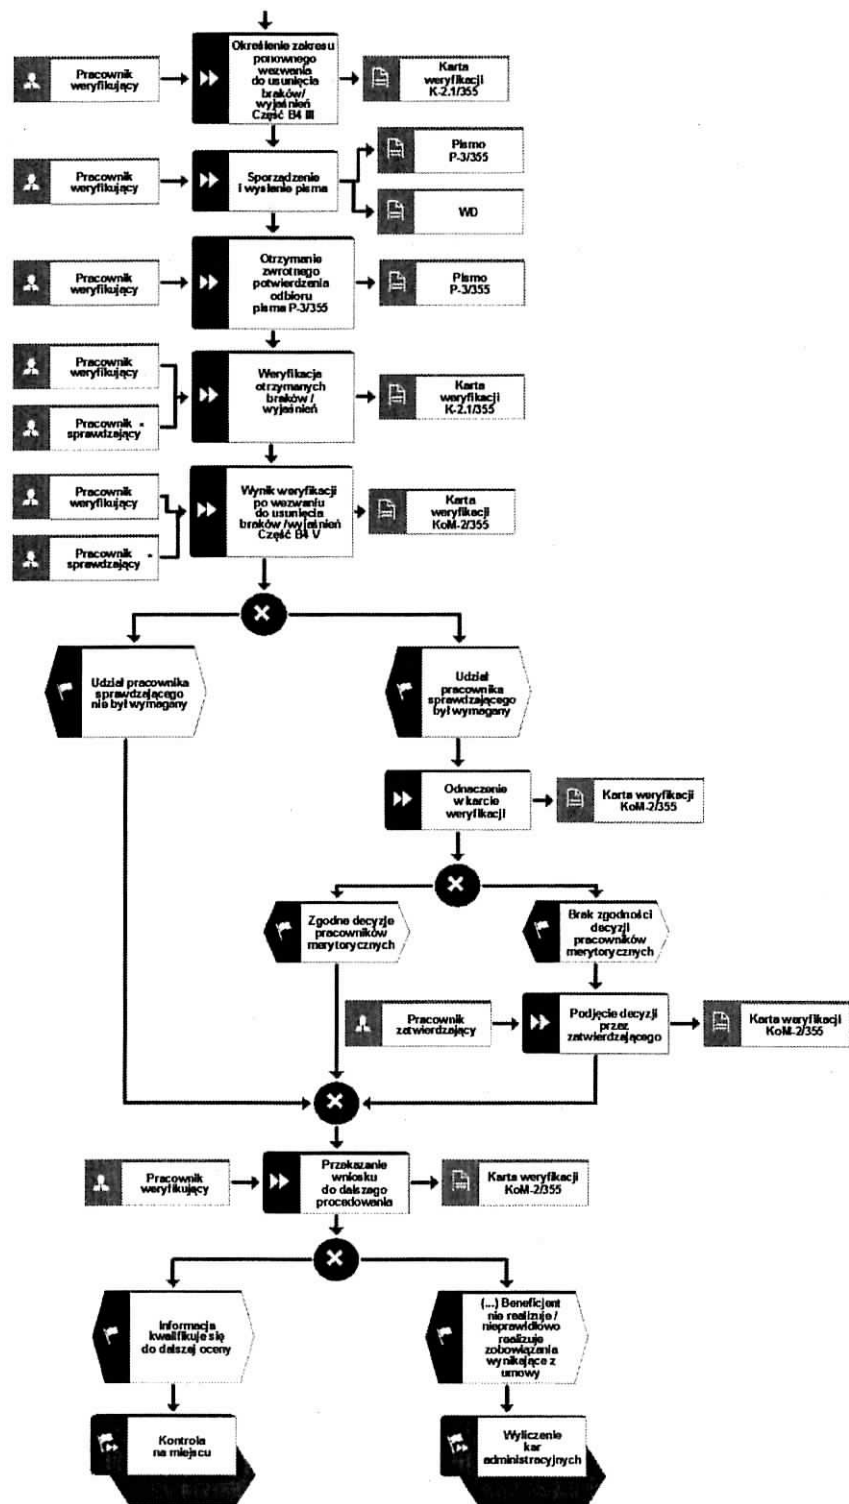 Pracownik
weryfikujący
Określenie zakresu
ponownego
wezwania
do usunięcia
braków/
wyjaśnień
Część B4 III
Karta
weryfikacji
K-2.1/355
Pracownik
weryfikujący
Sporządzenie
i wysłanie pisma
Pismo
P-3/355
WD
Pracownik
weryfikujący
Otrzymanie
zwrotnego
potwierdzenia
odbioru
pisma P-3/355
Pismo
P-3/355
Pracownik
weryfikujący
Pracownik *
sprawdzający
Weryfikacja
otrzymanych
braków /
wyjaśnień
Karta
weryfikacji
K-2.1/355
Pracownik
weryfikujący
Pracownik
sprawdzający *
Wynik weryfikacji
po wezwaniu
do usunięcia
braków /wyjaśnień
Część B4 V
Karta
weryfikacji
KoM-2/355
Udział pracownika
sprawdzającego
nie był wymagany
Udział
pracownika
sprawdzającego
był wymagany
Odnaczenie
w karcie
weryfikacji
Karta weryfikacji
KoM-2/355
Zgodne decyzje
pracowników
merytorycznych
Brak zgodności
decyzji
pracowników
merytorycznych
Pracownik
zatwierdzający
Podjęcie decyzji
przez
zatwierdzającego
Karta weryfikacji
KoM-2/355
Pracownik
weryfikujący
Przekazanie
wniosku
do dalszego
procedowania
Karta weryfikacji
KoM-2/355
Informacja
kwalifikuje się
do dalszej oceny
(...) Beneficjent
nie realizuje /
nieprawidłowo
realizuje
zobowiązania
wynikające z
umowy
Kontrola
na miejscu
Wyliczenie
kar
administracyjnych